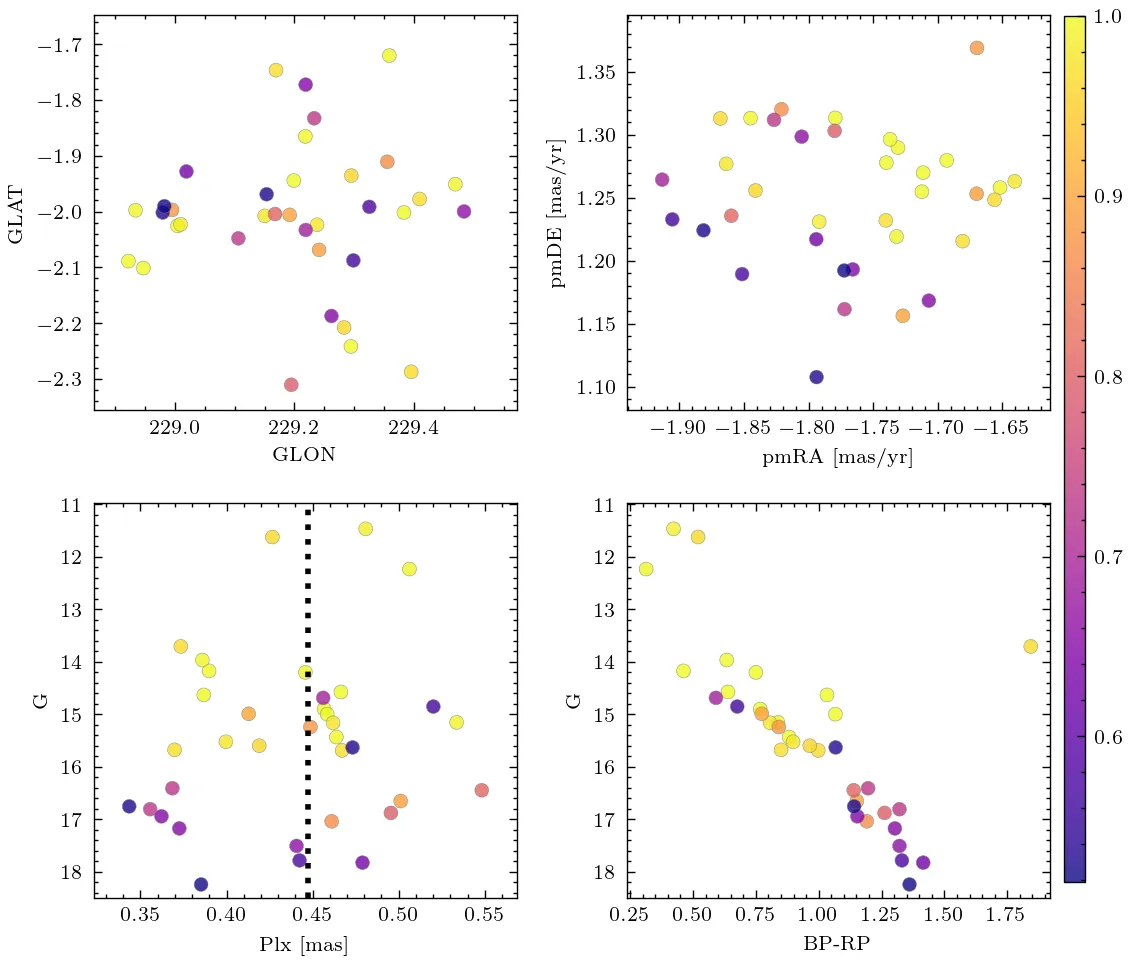 −1.7
−1.8
−1.9
−2.0
−2.1
−2.2
−2.3
GLAT
229.0 229.2 229.4
GLON
1.35
1.30
1.25
1.20
1.15
1.10
pmDE [mas/yr]
−1.90 −1.85 −1.80 −1.75 −1.70 −1.65
pmRA [mas/yr]
11
12
13
14
15
16
17
18
G
0.35 0.40 0.45 0.50 0.55
Plx [mas]
11
12
13
14
15
16
17
18
G
0.25 0.50 0.75 1.00 1.25 1.50 1.75
BP-RP
1.0
0.9
0.8
0.7
0.6